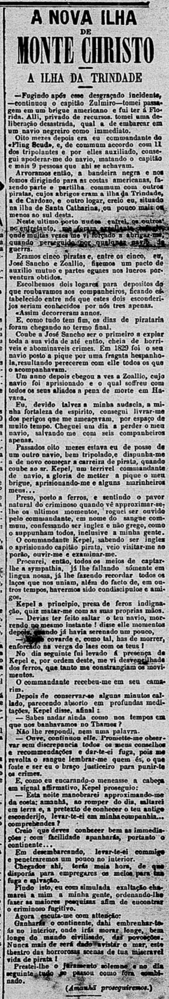 A NOVA ILHA
DE
MONTE CHRISTO
A ILHA DA TRINDADE
—Fugindo após esse desgraçado incidente,
—continuou o capitão Zulmiro—tomei passa-
gem em um brigue americano e fui ter á Flo-
rida. Alli, privado de recursos. tomei uma de-
liberação desastrada, qual a de embarcar em
um navio negreiro como immediato.
Oito mezes depois era eu commandante do
«Fling Scud», e, de commum accordo com 11
dos tripolantes e por elles auxiliado, conse-
gui apoderar-me do navio, matando o capitão
e mais 9 pessoas que ahi se achavam.
Arvoramos então, a bandeira negra e nos
fomos dirigindo para as costas americanas, fa-
zendo parte e partilha commum com outros
piratas, cujos abrigos eram a ilha da Trindade,
a de Cardozo, e outro logar, creio eu, situado
na ilha de Santa Catharina, ou pouco mais ou
menos ao sul desta.
Neste ultimo porto nunca entrei, os outros
no entretanto, me foram excellente
onde muitas vezes me vi forçado a abrigar-me
quando perseguido por qualquer navio de
guerra.
Eramos cinco piratas e, entre os cinco, eu,
José Sancho e Zoallio, fizemos um pacto de
auxilio mutuo e partes eguaes nos lucros por-
ventura obtidos.
Escolhemos dois logares para depositos do
que roubavamos aos companheiros, ficando es-
tabelecido entre nós que estes esconderi-
jos seriam conhecidos por nós tres apenas.
«Assim decorreram annos.
E, como tudo tem fim, os dias de pirataria
foram chegando ao termo final.
Coube a José Sancho ser o primeiro a expiar
toda a sua vida de até então, cheia de horri-
veis e abominaveis crimes. Em 1829 foi o seu
navio posto a pique por uma fragata hespanho-
la, resultando perecerem com elle todos os que
o acompanhavam.
Um anno depois chegou a vez a Zoallio, cujo
navio foi aprisionado e o qual soffreu com
todos os seus aliados a pena de morte em Ha-
vana.
Eu, devido talvez a minha audacia, a mi-
nha fortaleza de espirito, consegui livrar-me
dos perigos que me ameaçavam, por espaço de
muito tempo. Cheguei um dia a perder o meu
navio, salvando-me com seis companheiros
apenas.
Passados oito mezes estava eu de posse de
um outro navio, bem tripolado, e dispunha-me
a de novo começar a carreira de pirata, quando
coube ao sr. Kepel, um terrivel commandante
de navio, a gloria de metter a pique o meu
brigue, aprisionando-me e alguns marinheiros
meus...
Preso, posto a ferros, e sentindo o pavor
natural do criminoso quando vê approximar-se-
lhe os ultimos momentos, roguei ser ouvido
pelo commandante, em nome do sangue com-
mum, confessando ser inglez e não grego, como
o suppunham todos, inclusive a minha gente.
O commandante Kepel, sabendo ser inglez
o aprisionado capitão pirata, veio visitar-me ao
porão, ouvir-me e examinar-me.
Procurei, então, todos os meios de captar-
lhe a sympathia, já lhe fallando sómente em
lingua nossa, já lhe fazendo recordar todos os
laços que nos uniam, além do facto de, em ou-
tros tempos, havermos sido condiscipulos e ami-
gos.
Kepel a principio, presa de feroz indigna-
ção, quiz matar-me com as suas proprias mãos.
— Devias ter feito saltar o teu navio, mor-
rendo no mesmo instante ! disse elle momentos
depois, quando já havia serenado um pouco,
— covarde e, como tal, has de morrer,
enforcado na verga do laes com os teus !
No dia seguinte fui levado á presença de
Kepel e, por ordem deste, me vi desvencilhado
dos ferros, que tanto me constrangiam os movi-
mentos.
O commandante recebeu-me em seu cama-
rim.
Depois de conservar-se alguns minutos cal-
lado, parecendo absorto em profundas medi-
tações, Kepel disse, afinal :
— Sabes nadar ainda como nos tempos em
que nos banhavamos no Thames ?
Não lhe respondi, nem uma palavra.
— Ouve, continuou elle. Prometto-me obser-
var sem discrepancia todos os meus conselhos
e recommendações e dar-te-ei fuga, pois me
revolta o sangue lembrar-me quem és, o que
foste e ser eu o braço justiceiro para punir-te
os crimes.
E, como eu encarando-o meneasse a cabeça
em signal affirmativo, Kepel proseguio:
— Esta noite manobrarei approximando-me
da costa; amanhã, ao romper do dia, saltarei
em terra e, a pretexto de conhecer o teu antigo
esconderijo, levar-te-ei em minha companhia...
comprehendes ?
Creio que deves conhecer bem as immedia-
ções ; com facilidade apanharás, portanto o
continente...
Em desembarcando, levar-te-ei commigo
e penetraremos um pouco no interior.
Chegados ahi, terás meia hora, de que
disporás para empregares os meios para tua
fuga e salvação.
Findo isto, eu com simulada exaltação cha-
marei a mim a minha gente, ordenando-lhe
fazer as maiores pesquisas afim de encontrar
o criminoso fugitivo.
Agora escuta-me com attenção:
Ganharás o continente, dahi embrenhar-te-
ás no interior, onde irás morar longe, bem
longe do mundo civilisado, das povoações.
Nunca mais de será dado avistar o mar, este
theatro das horrorosas scenas de tua miseravel
vida de pirata !
Prestei-lhe o juramento solemne e no dia
seguinte tudo se passou como fora combi-
nado.
(Amanhã proseguiremos.)